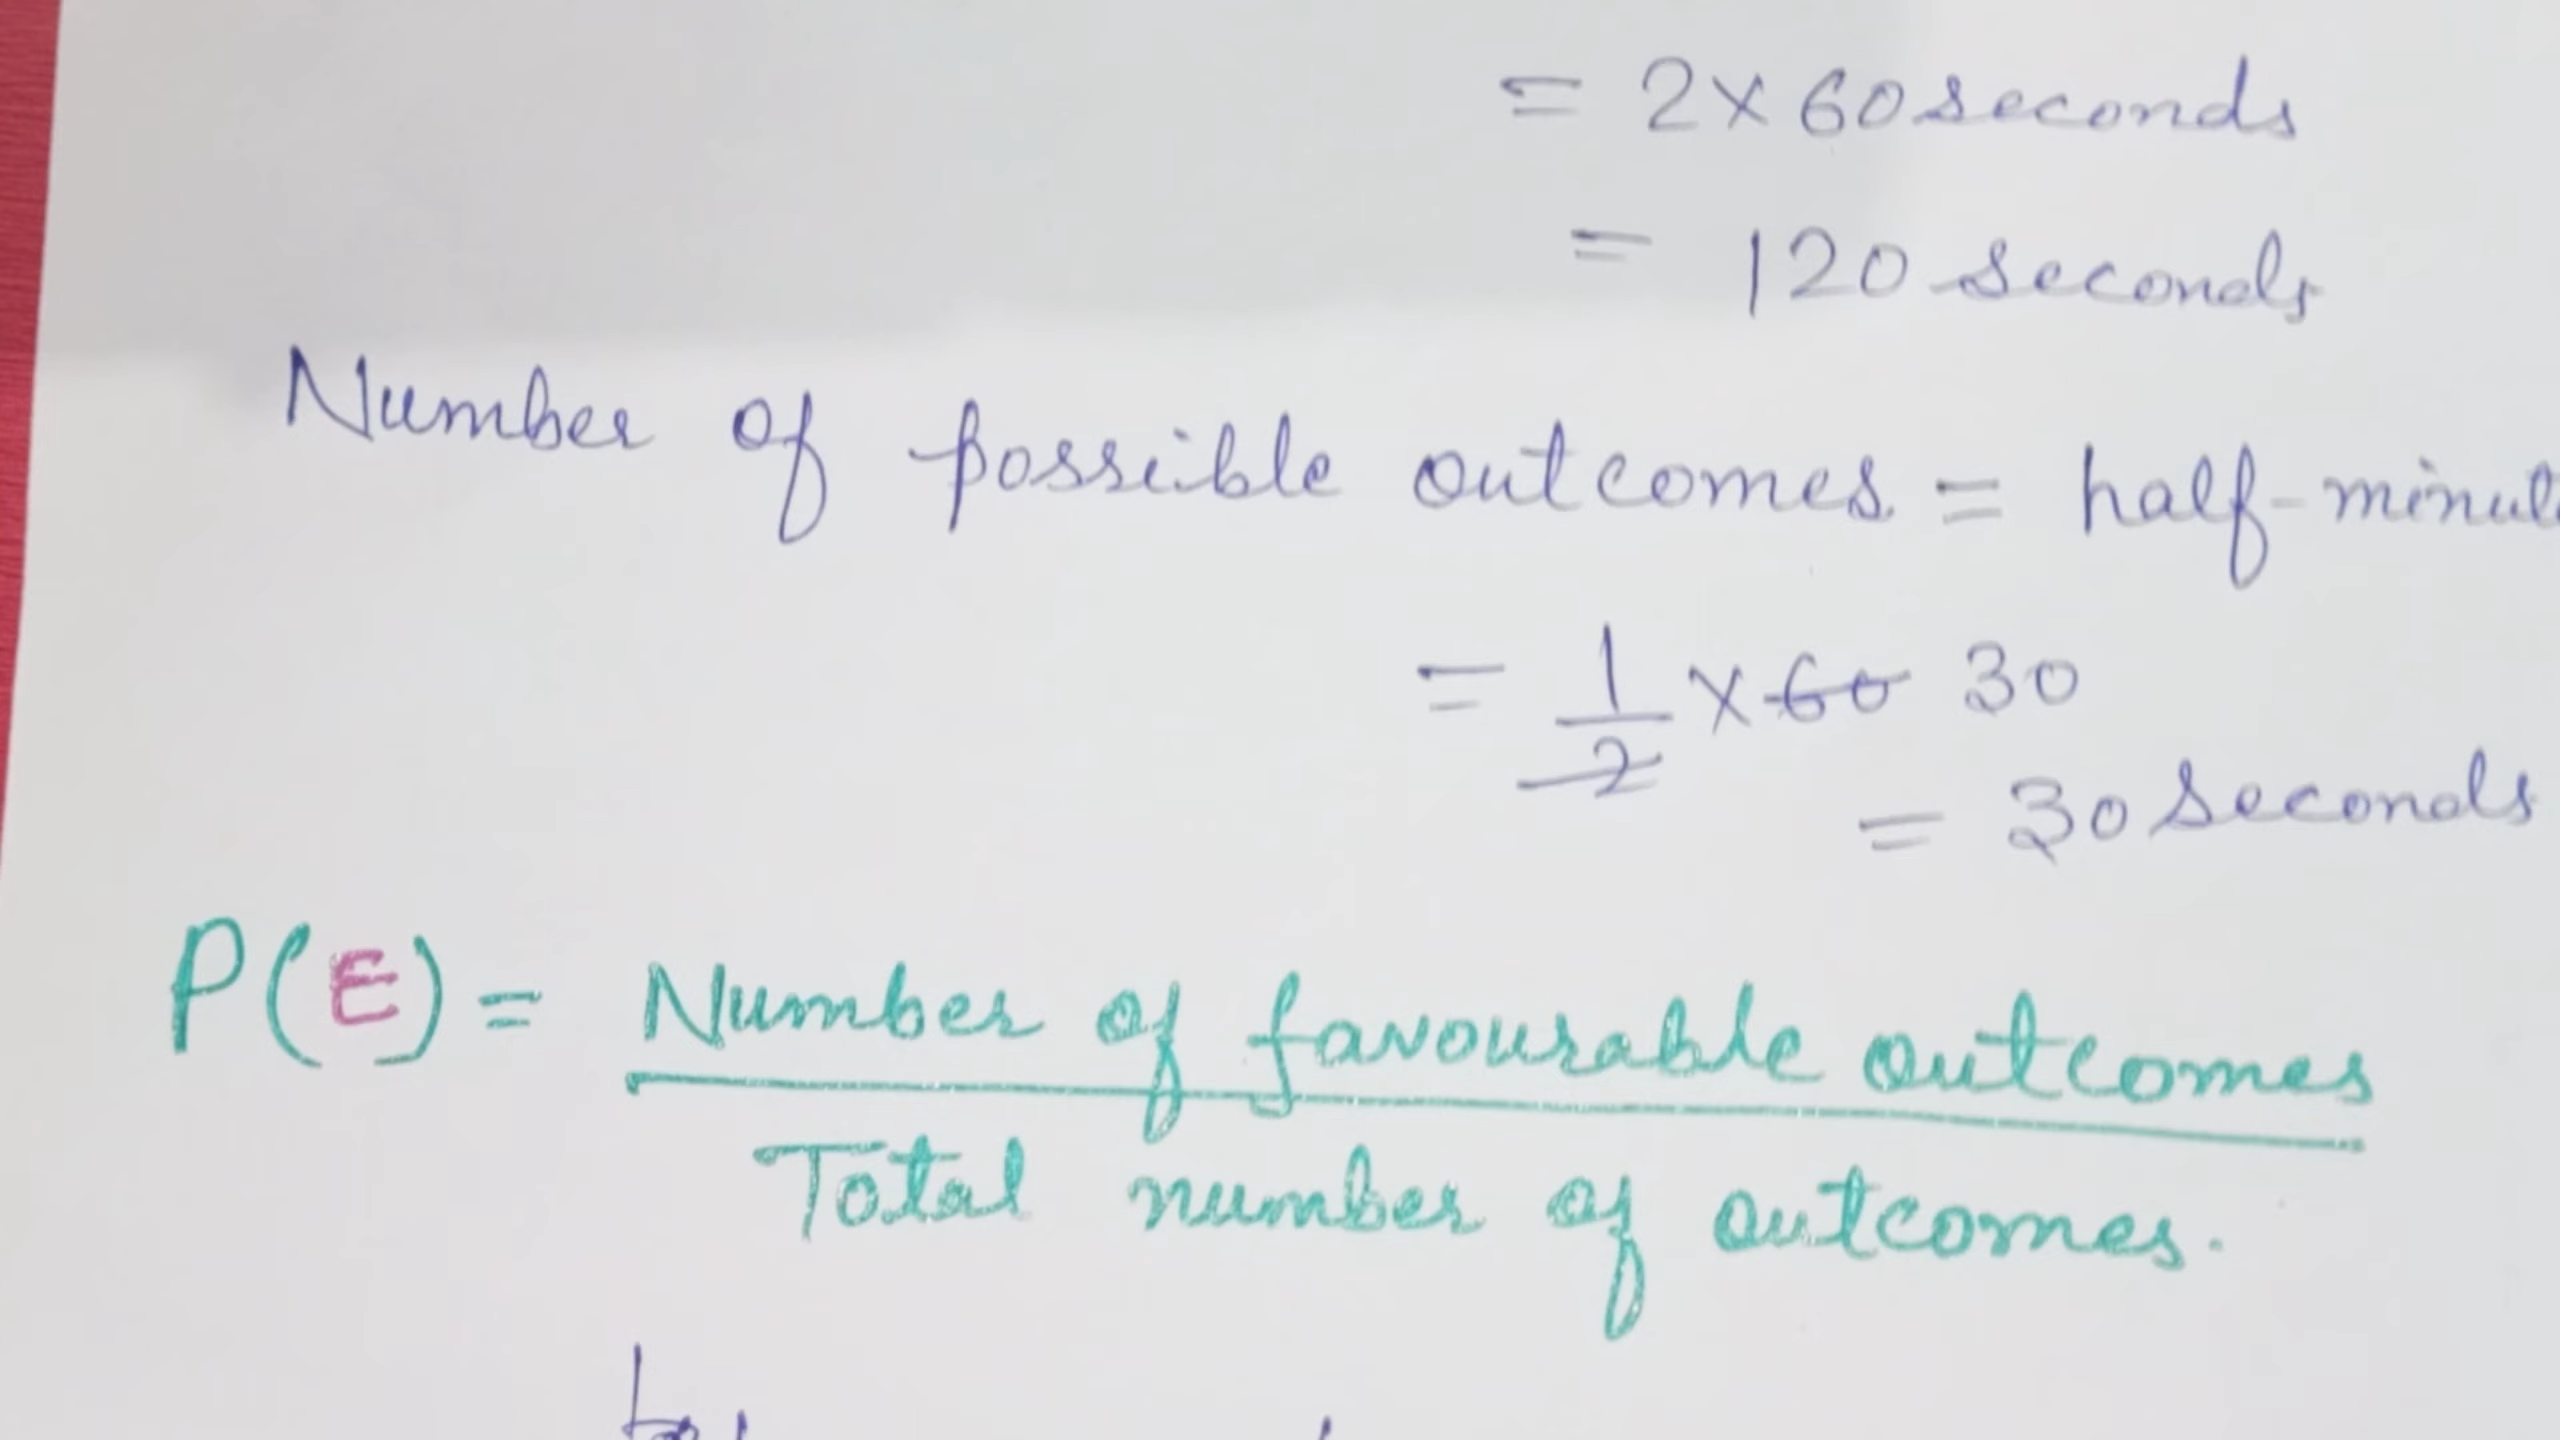 = 2 × 60 seconds
= 120 seconds
Number of possible outcomes. = half-minut
= 1/2 × 60 30
= 30 seconds
P(E) = Number of favourable outcomes
Total number of outcomes.